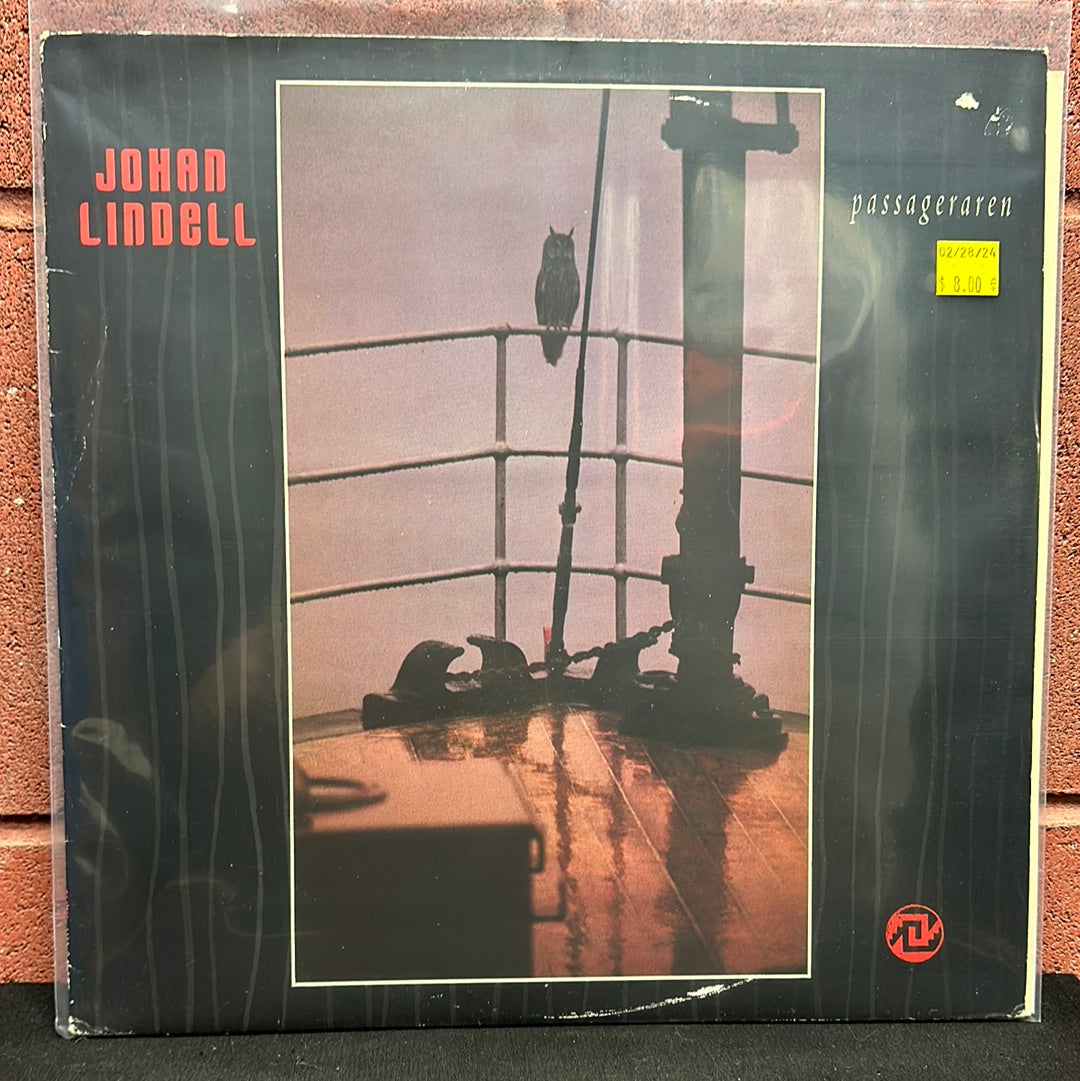 JOHAN
LINDELL
passageraren
02/28/24
$ 8.00